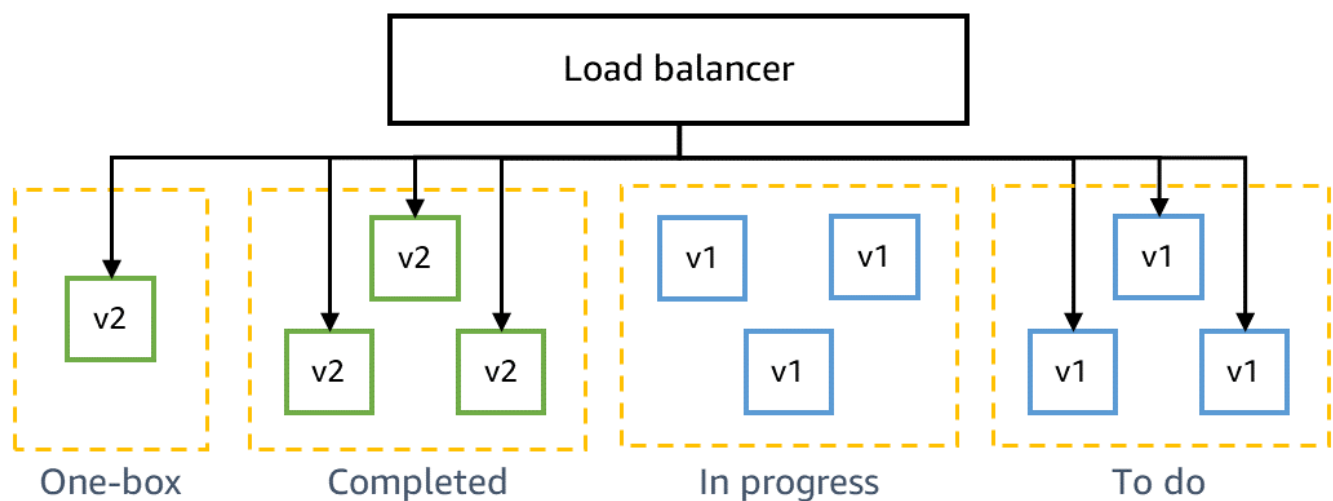 Load balancer
v2
v2
v2
v2
v1
v1
v1
v1
v1
v1
One-box
Completed
In progress
To do